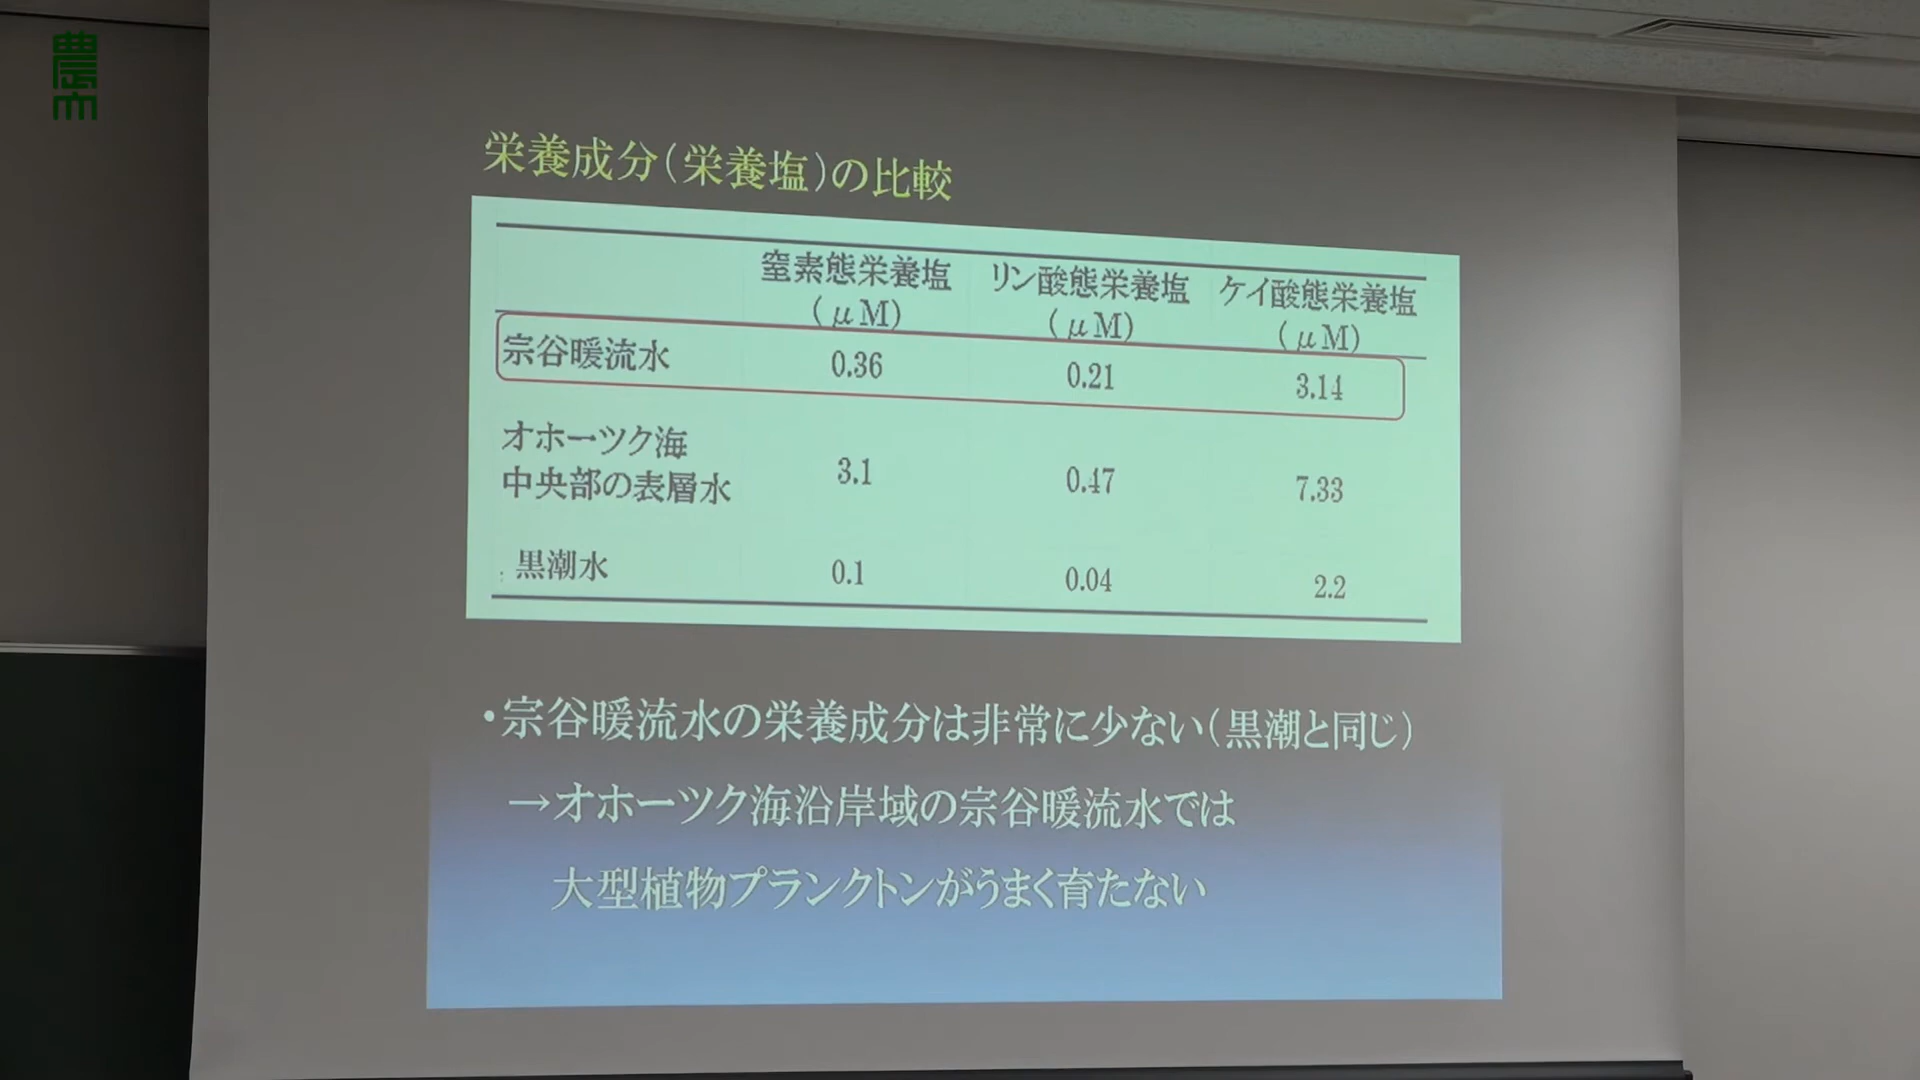 農大
栄養成分（栄養塩）の比較
窒素態栄養塩 リン酸態栄養塩 ケイ酸態栄養塩
（μM） （μM） （μM）
宗谷暖流水 0.36 0.21 3.14
オホーツク海
中央部の表層水 3.1 0.47 7.33
黒潮水 0.1 0.04 2.2
・宗谷暖流水の栄養成分は非常に少ない（黒潮と同じ）
→オホーツク海沿岸域の宗谷暖流水では
大型植物プランクトンがうまく育たない